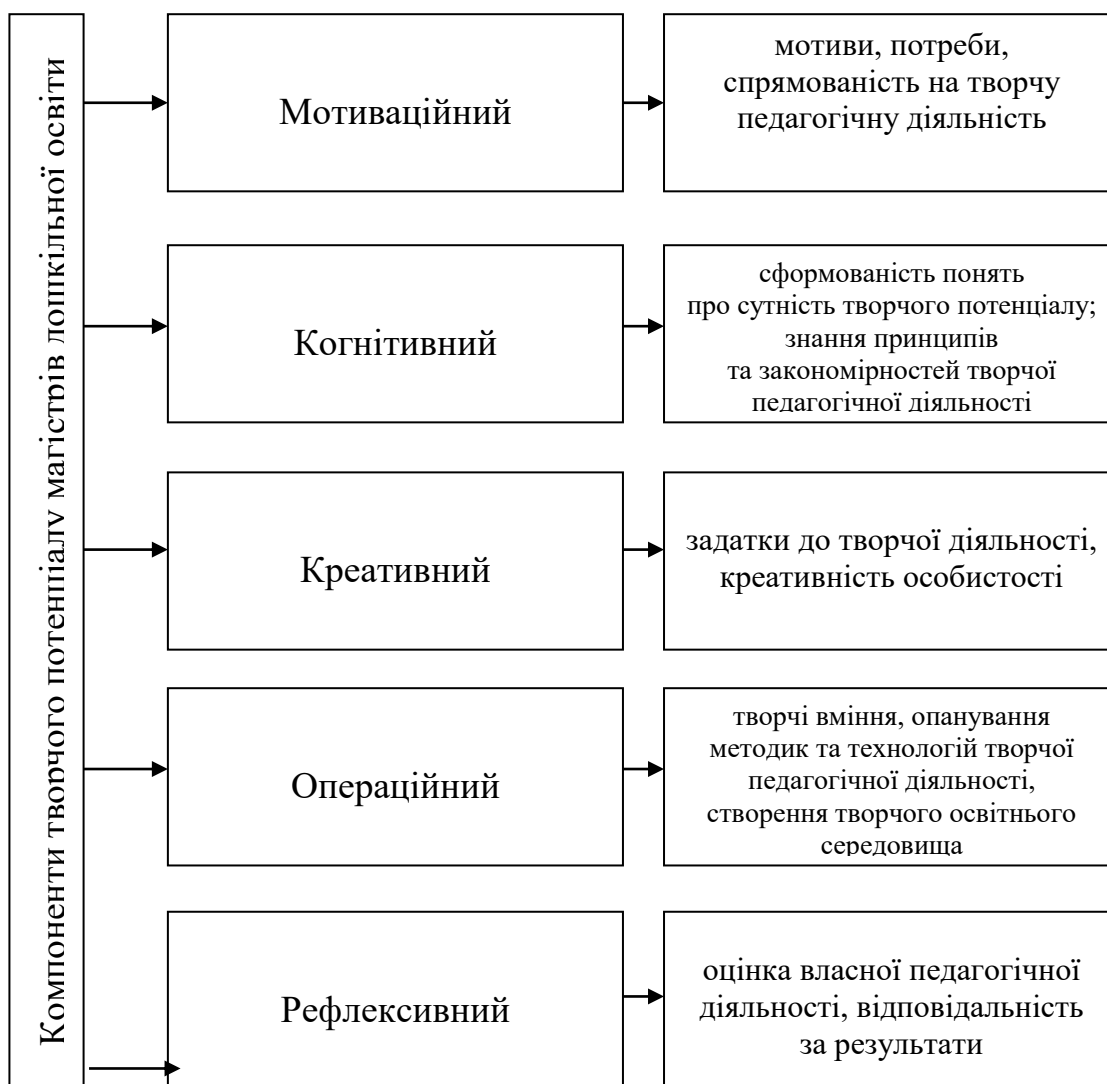 Компоненти творчого потенціалу магістрів дошкільної освіти
Мотиваційний
мотиви, потреби,
спрямованість на творчу
педагогічну діяльність
Когнітивний
сформованість понять
про сутність творчого потенціалу;
знання принципів
та закономірностей творчої
педагогічної діяльності
Креативний
задатки до творчої діяльності,
креативність особистості
Операційний
творчі вміння, опанування
методик та технологій творчої
педагогічної діяльності,
створення творчого освітнього
середовища
Рефлексивний
оцінка власної педагогічної
діяльності, відповідальність
за результати